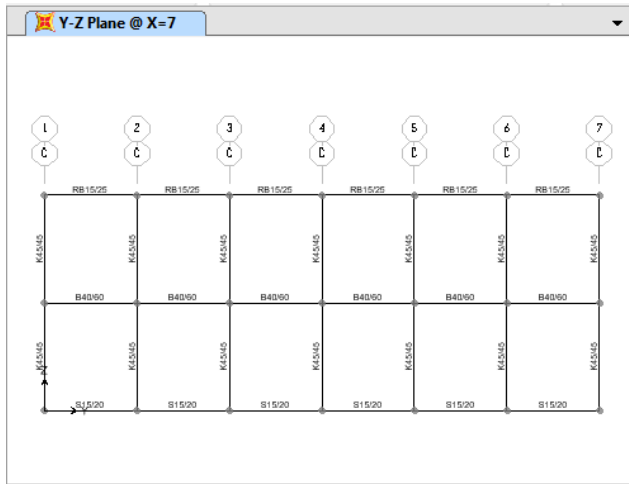 Y-Z Plane @ X=7
1 2 3 4 5 6 7
C C C C C C C
RB15/25 RB15/25 RB15/25 RB15/25 RB15/25 RB15/25
K45/45 K45/45 K45/45 K45/45 K45/45 K45/45 K45/45
B40/60 B40/60 B40/60 B40/60 B40/60 B40/60
K45/45 K45/45 K45/45 K45/45 K45/45 K45/45 K45/45
Z
S15/20 S15/20 S15/20 S15/20 S15/20 S15/20
Y